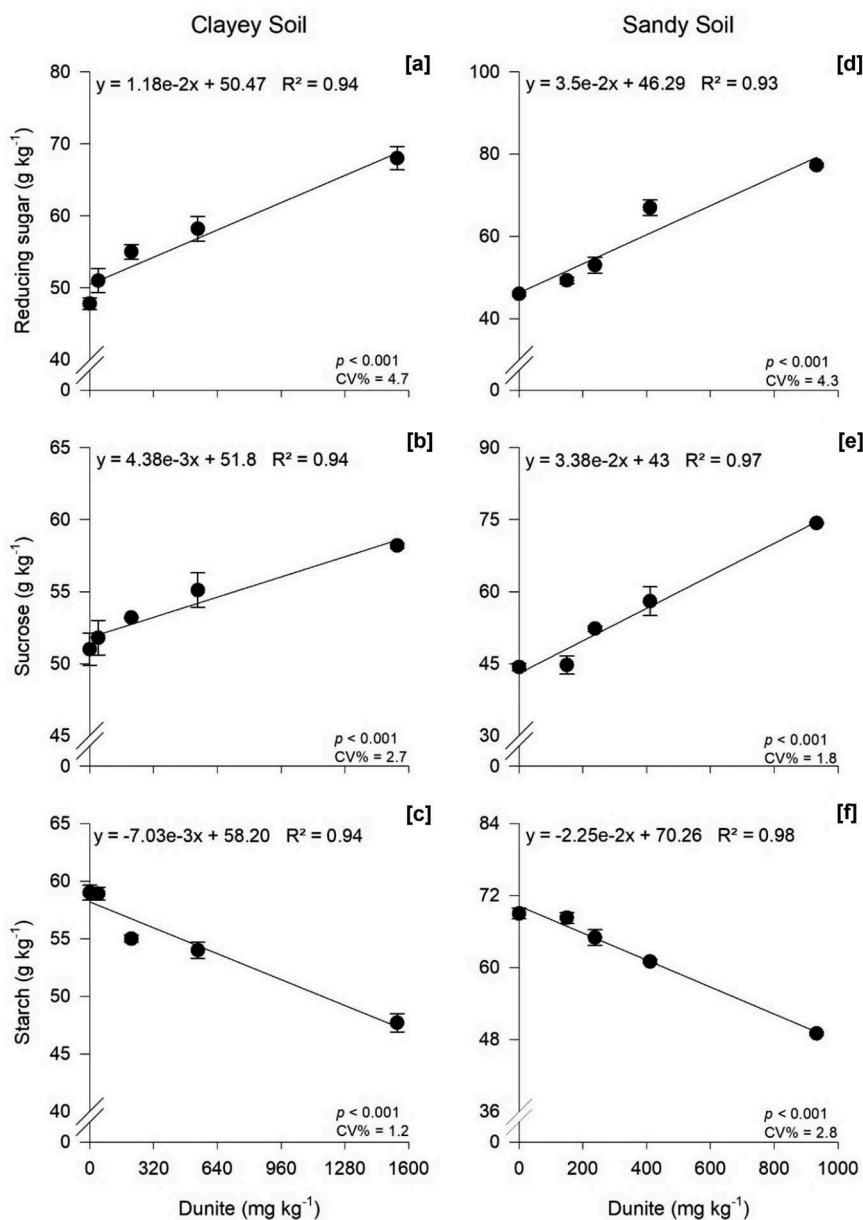 Clayey Soil
Sandy Soil
[a]
y = 1.18e-2x + 50.47 R² = 0.94
Reducing sugar (g kg⁻¹)
80
70
60
50
40
0
p < 0.001
CV% = 4.7
[d]
y = 3.5e-2x + 46.29 R² = 0.93
100
80
60
40
0
p < 0.001
CV% = 4.3
[b]
y = 4.38e-3x + 51.8 R² = 0.94
Sucrose (g kg⁻¹)
65
60
55
50
45
0
p < 0.001
CV% = 2.7
[e]
y = 3.38e-2x + 43 R² = 0.97
90
75
60
45
30
0
p < 0.001
CV% = 1.8
[c]
y = -7.03e-3x + 58.20 R² = 0.94
Starch (g kg⁻¹)
65
60
55
50
45
40
0
p < 0.001
CV% = 1.2
0 320 640 960 1280 1600
Dunite (mg kg⁻¹)
[f]
y = -2.25e-2x + 70.26 R² = 0.98
84
72
60
48
36
0
p < 0.001
CV% = 2.8
0 200 400 600 800 1000
Dunite (mg kg⁻¹)